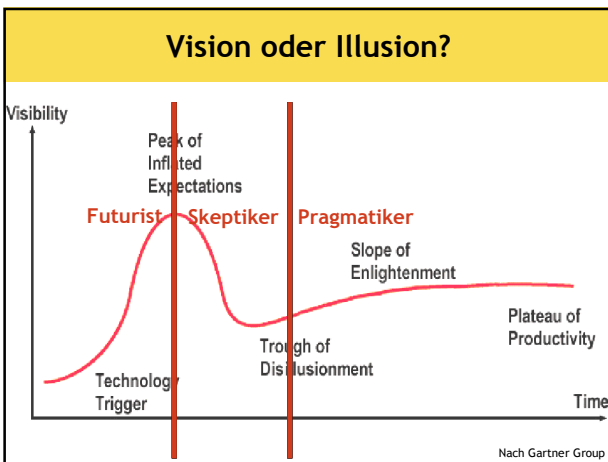 Vision oder Illusion?
Visibility
Peak of
Inflated
Expectations
Futurist Skeptiker Pragmatiker
Slope of
Enlightenment
Plateau of
Productivity
Trough of
Disillusionment
Technology
Trigger
Time
Nach Gartner Group